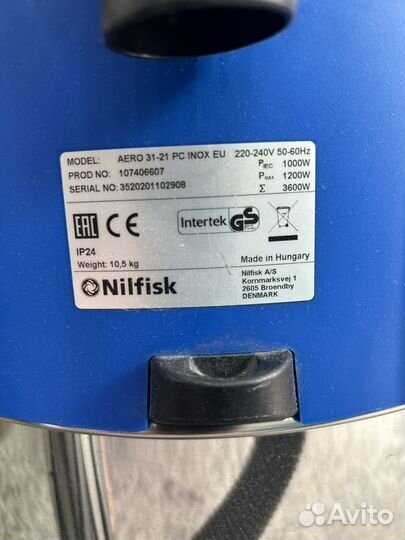 MODEL: AERO 31-21 PC INOX EU 220-240V 50-60Hz
PROD NO: 107406607 PIEC 1000W
SERIAL NO: 3520201102908 PMAX 1200W
Σ 3600W
EAC CE Intertek GS
IP24
Weight: 10,5 kg
Made in Hungary
Nilfisk
Nilfisk A/S
Kornmarksvej 1
2605 Broendby
DENMARK
Avito